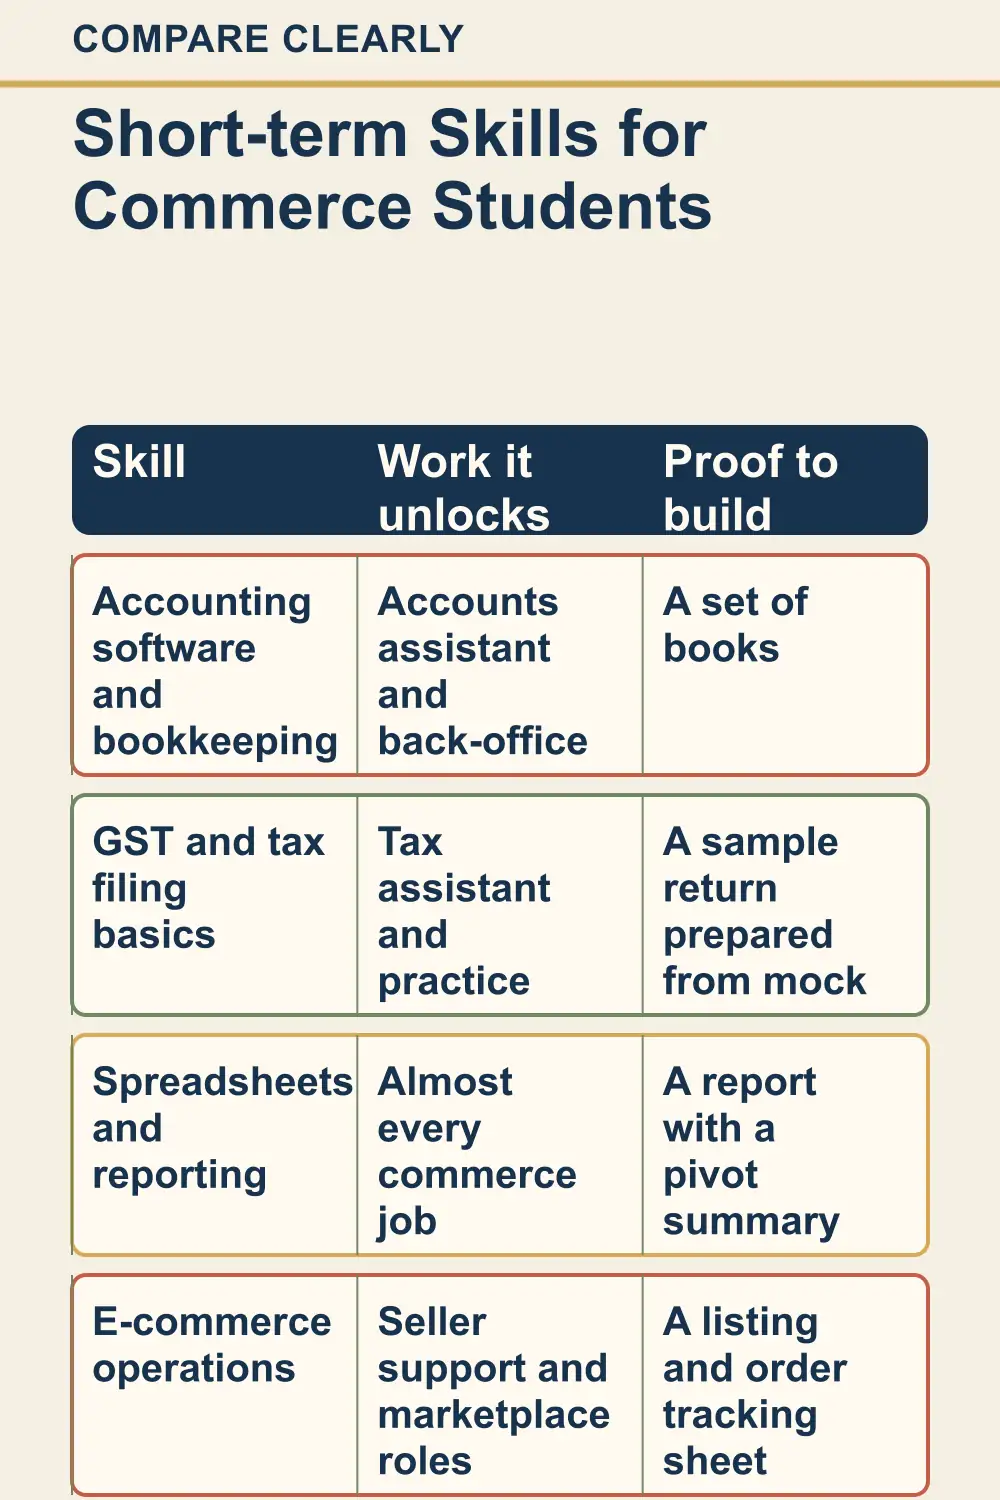 COMPARE CLEARLY
Short-term Skills for
Commerce Students
Skill
Work it
unlocks
Proof to
build
Accounting
software
and
bookkeeping
Accounts
assistant
and
back-office
A set of
books
GST and tax
filing
basics
Tax
assistant
and
practice
A sample
return
prepared
from mock
Spreadsheets
and
reporting
Almost
every
commerce
job
A report
with a
pivot
summary
E-commerce
operations
Seller
support and
marketplace
roles
A listing
and order
tracking
sheet